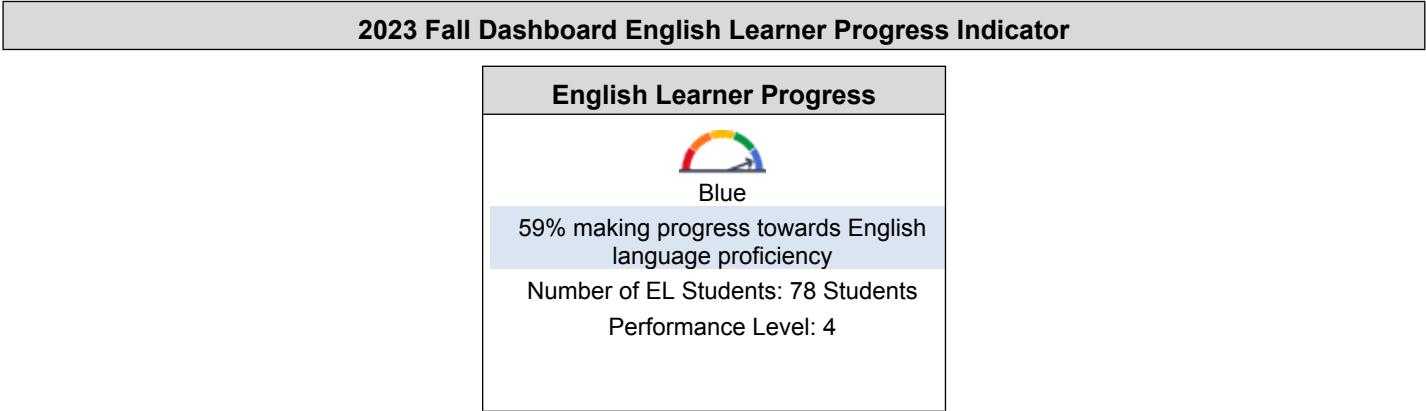 2023 Fall Dashboard English Learner Progress Indicator
English Learner Progress
Blue
59% making progress towards English
language proficiency
Number of EL Students: 78 Students
Performance Level: 4